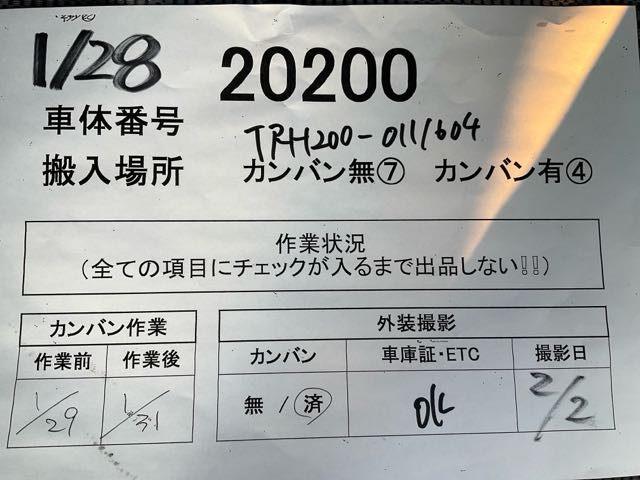 1/28 20200
車体番号 TRH200-0111604
搬入場所 カンバン無⑦ カンバン有④
作業状況
(全ての項目にチェックが入るまで出品しない!!)
カンバン作業
作業前 作業後
1/29 1/31
外装撮影
カンバン 車庫証・ETC 撮影日
無 / 済 OK 2/2